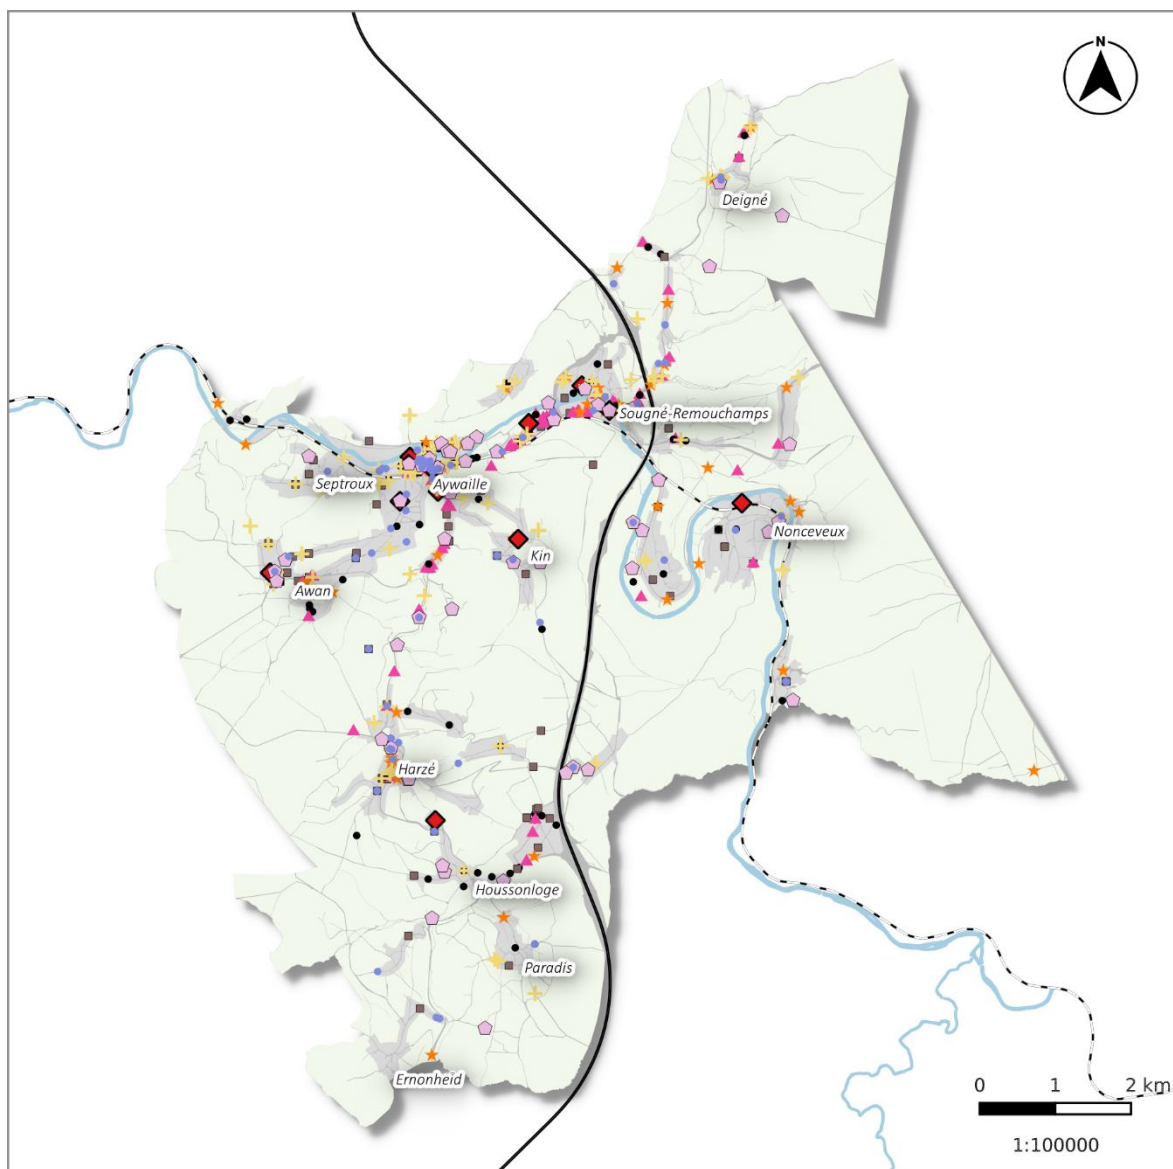 N
Deigné
Sougné-Remouchamps
Septroux
Aywaille
Nonceveux
Kin
Awan
Harzé
Houssonloge
Paradis
Ernonheid
0 1 2 km
1:100000